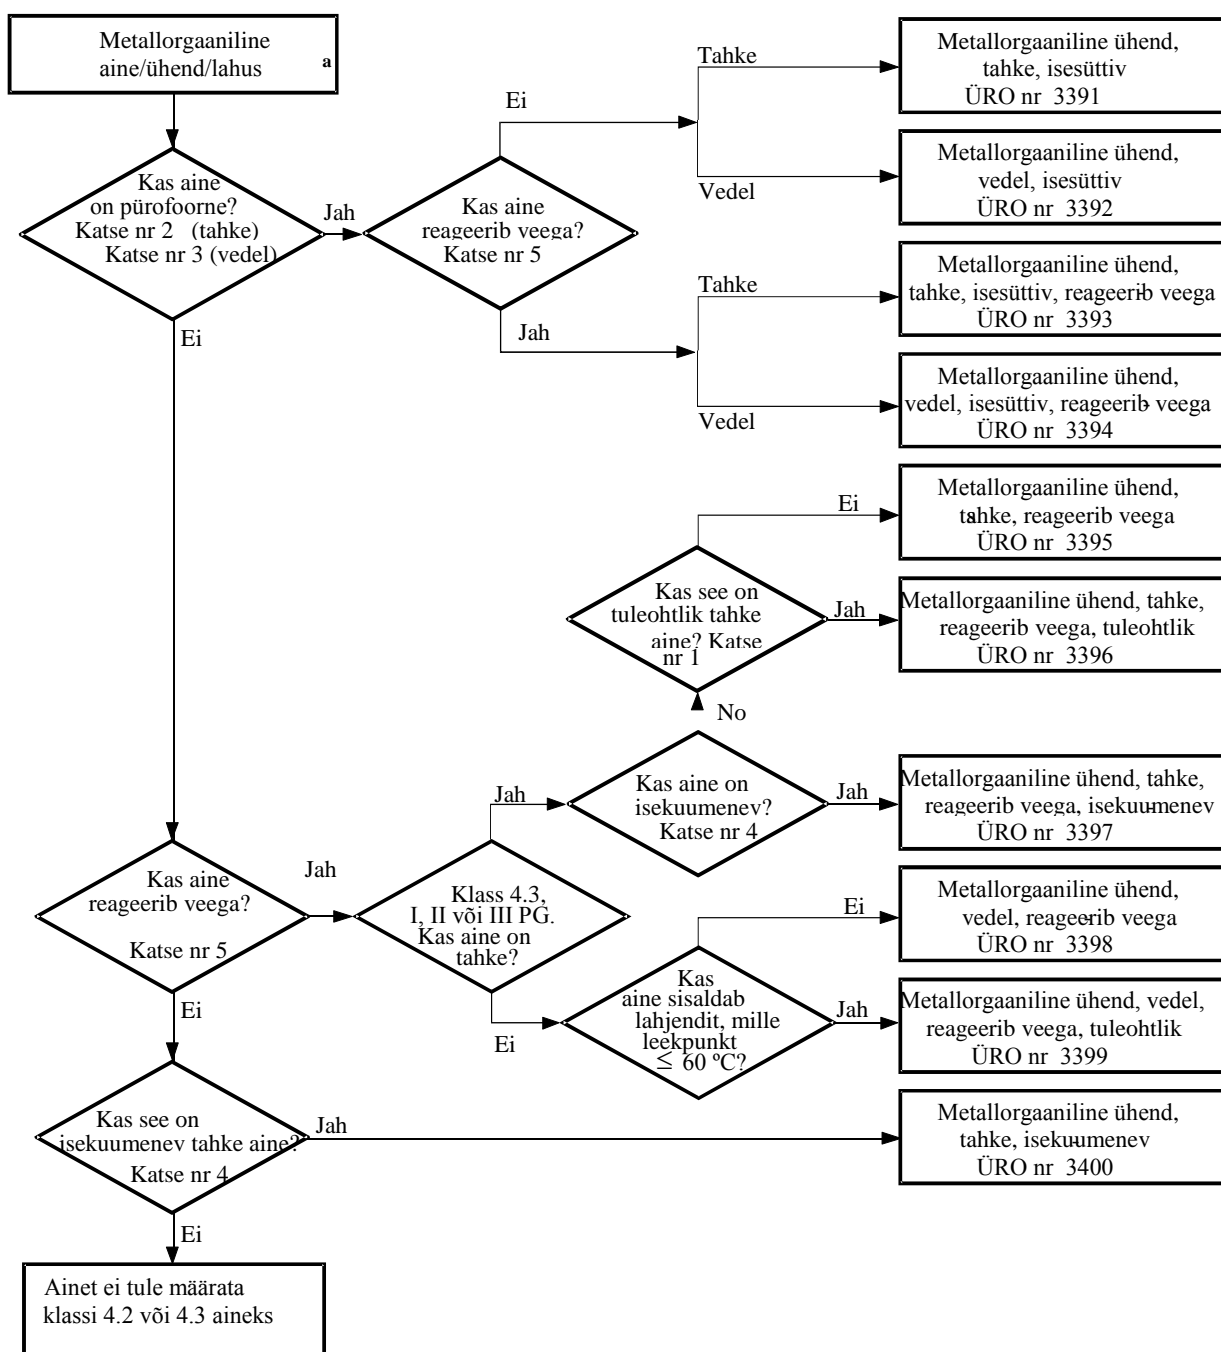 Metallorgaaniline
aine/ühend/lahus a
Kas aine
on pürofoorne?
Katse nr 2 (tahke)
Katse nr 3 (vedel)
Jah
Ei
Kas aine
reageerib veega?
Katse nr 5
Ei
Tahke
Vedel
Jah
Tahke
Vedel
Metallorgaaniline ühend,
tahke, isesüttiv
ÜRO nr 3391
Metallorgaaniline ühend,
vedel, isesüttiv
ÜRO nr 3392
Metallorgaaniline ühend,
tahke, isesüttiv, reageerib veega
ÜRO nr 3393
Metallorgaaniline ühend,
vedel, isesüttiv, reageerib veega
ÜRO nr 3394
Metallorgaaniline ühend,
tahke, reageerib veega
ÜRO nr 3395
Ei
Kas see on
tuleohtlik tahke
aine? Katse
nr 1
Jah
Metallorgaaniline ühend, tahke,
reageerib veega, tuleohtlik
ÜRO nr 3396
No
Kas aine on
isekuumenev?
Katse nr 4
Jah
Jah
Metallorgaaniline ühend, tahke,
reageerib veega, isekuumenev
ÜRO nr 3397
Kas aine
reageerib veega?
Katse nr 5
Jah
Klass 4.3,
I, II või III PG.
Kas aine on
tahke?
Ei
Metallorgaaniline ühend,
vedel, reageerib veega
ÜRO nr 3398
Ei
Ei
Kas
aine sisaldab
lahjendit, mille
leekpunkt
≤ 60 ºC?
Jah
Metallorgaaniline ühend, vedel,
reageerib veega, tuleohtlik
ÜRO nr 3399
Kas see on
isekuumenev tahke aine?
Katse nr 4
Jah
Metallorgaaniline ühend,
tahke, isekuumenev
ÜRO nr 3400
Ei
Ainet ei tule määrata
klassi 4.2 või 4.3 aineks